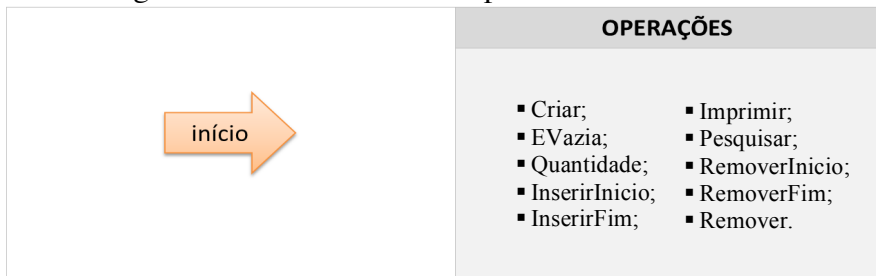 OPERAÇÕES
início
▪ Criar;
▪ EVazia;
▪ Quantidade;
▪ InserirInicio;
▪ InserirFim;
▪ Imprimir;
▪ Pesquisar;
▪ RemoverInicio;
▪ RemoverFim;
▪ Remover.